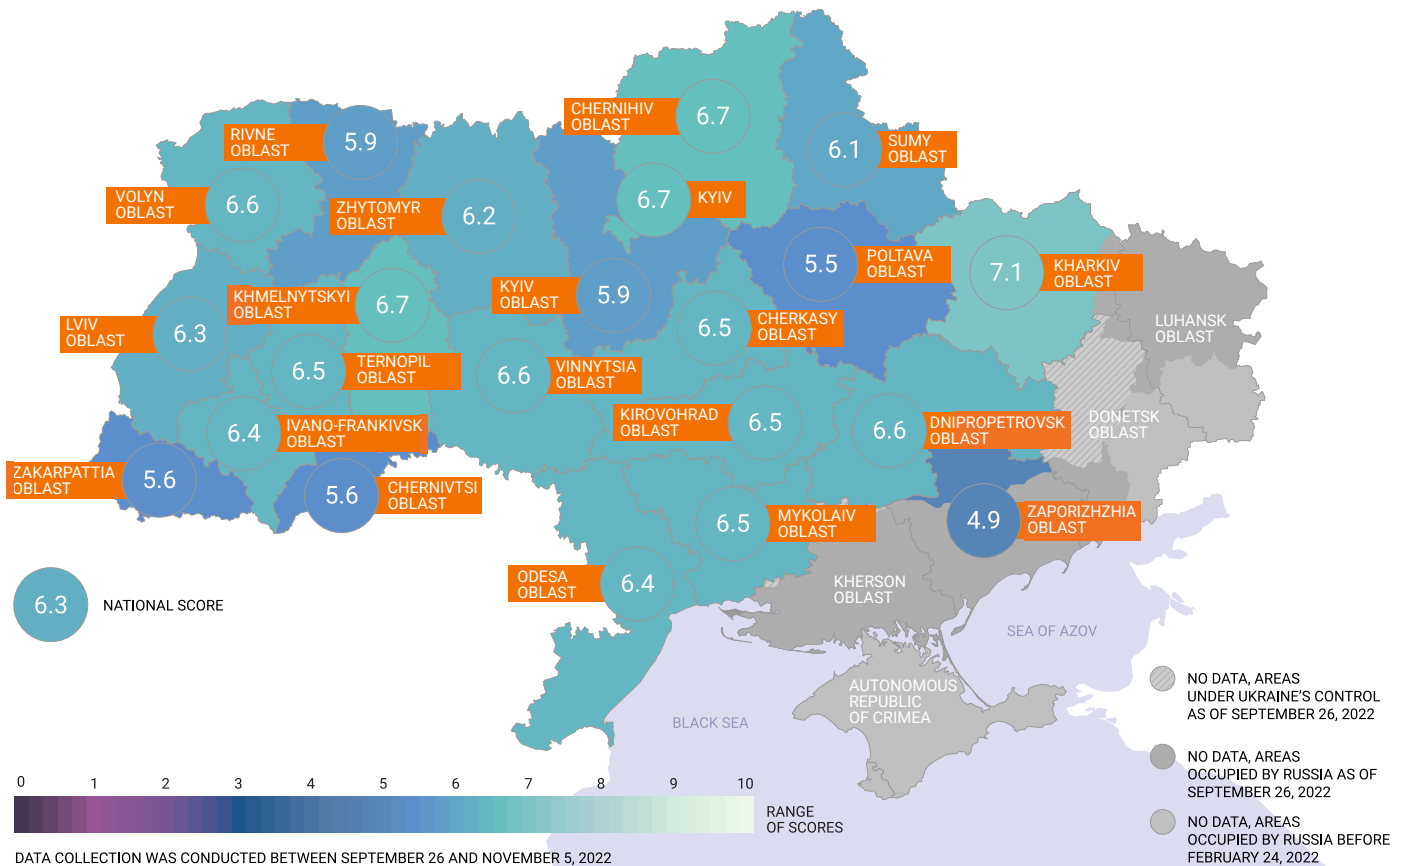 CHERNIHIV
OBLAST
6.7
RIVNE
OBLAST
5.9
6.1
SUMY
OBLAST
VOLYN
OBLAST
6.6
ZHYTOMYR
OBLAST
6.2
6.7
KYIV
5.5
POLTAVA
OBLAST
7.1
KHARKIV
OBLAST
KHMELNYTSKYI
OBLAST
6.7
KYIV
OBLAST
5.9
LVIV
OBLAST
6.3
6.5
CHERKASY
OBLAST
LUHANSK
OBLAST
6.5
TERNOPIL
OBLAST
6.6
VINNYTSIA
OBLAST
KIROVOHRAD
OBLAST
6.5
6.6
DNIPROPETROVSK
OBLAST
DONETSK
OBLAST
6.4
IVANO-FRANKIVSK
OBLAST
ZAKARPATTIA
OBLAST
5.6
5.6
CHERNIVTSI
OBLAST
6.5
MYKOLAIV
OBLAST
4.9
ZAPORIZHZHIA
OBLAST
ODESA
OBLAST
6.4
KHERSON
OBLAST
6.3
NATIONAL SCORE
SEA OF AZOV
AUTONOMOUS
REPUBLIC
OF CRIMEA
BLACK SEA
NO DATA, AREAS
UNDER UKRAINE'S CONTROL
AS OF SEPTEMBER 26, 2022
NO DATA, AREAS
OCCUPIED BY RUSSIA AS OF
SEPTEMBER 26, 2022
NO DATA, AREAS
OCCUPIED BY RUSSIA BEFORE
FEBRUARY 24, 2022
0 1 2 3 4 5 6 7 8 9 10
RANGE
OF SCORES
DATA COLLECTION WAS CONDUCTED BETWEEN SEPTEMBER 26 AND NOVEMBER 5, 2022